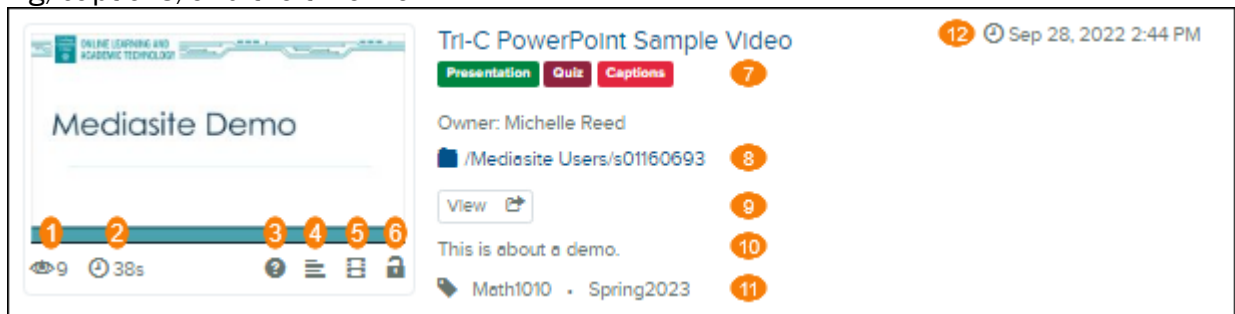 Tri-C PowerPoint Sample Video
12 Sep 28, 2022 2:44 PM
ONLINE LEARNING AND
ACADEMIC TECHNOLOGY
Presentation Quiz Captions 7
Mediasite Demo
Owner: Michelle Reed
/Mediasite Users/s01160693 8
View 9
1 2 3 4 5 6
This is about a demo. 10
9 38s
Math1010 • Spring2023 11